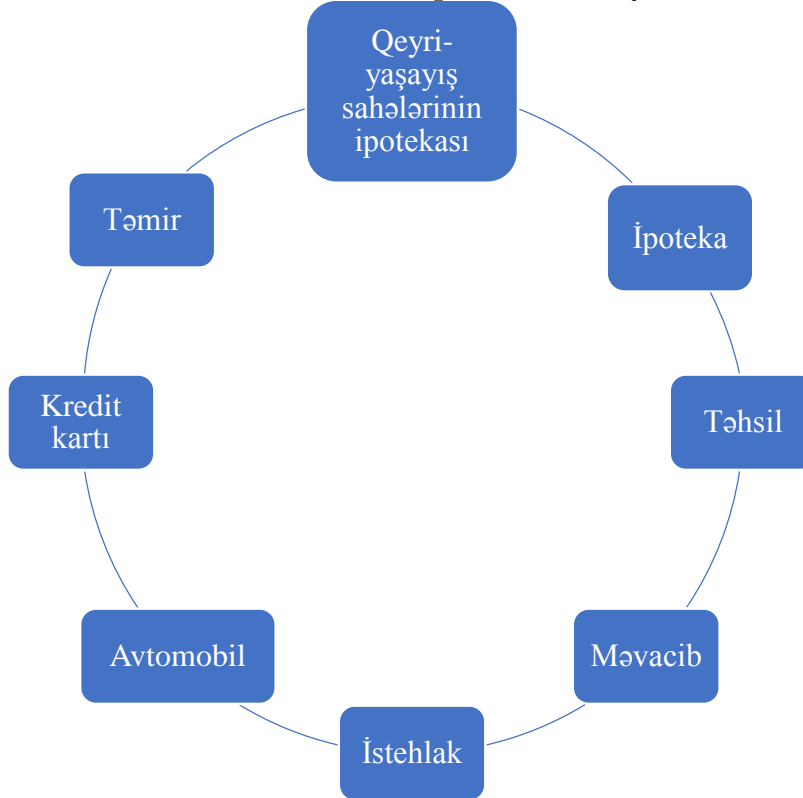 Qeyri-
yaşayış
sahələrinin
ipotekası
İpoteka
Təhsil
Məvacib
İstehlak
Avtomobil
Kredit
kartı
Təmir